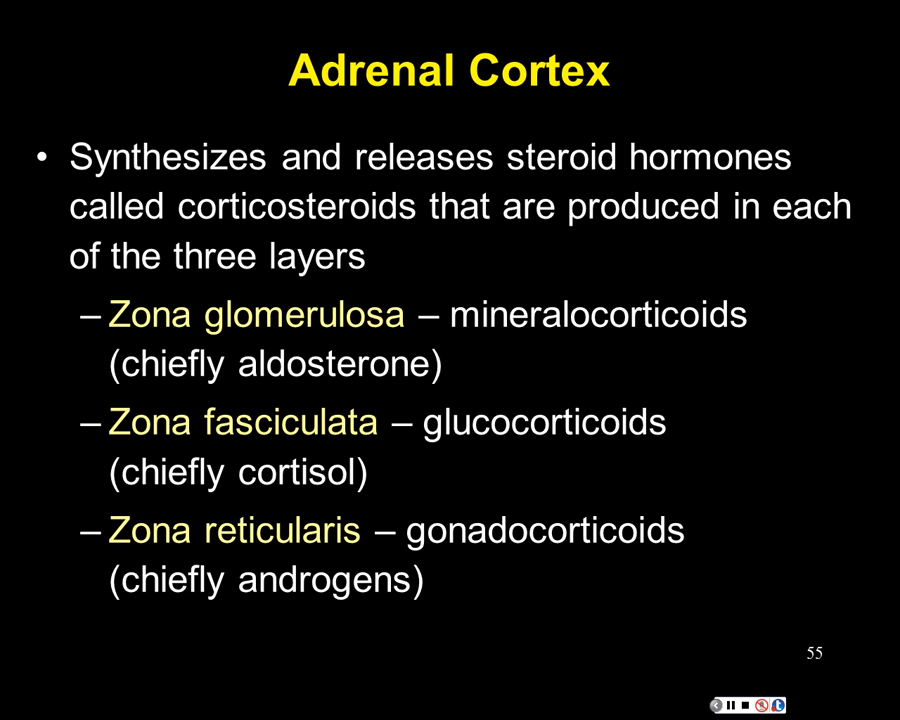 Adrenal Cortex
• Synthesizes and releases steroid hormones
called corticosteroids that are produced in each
of the three layers
– Zona glomerulosa – mineralocorticoids
(chiefly aldosterone)
– Zona fasciculata – glucocorticoids
(chiefly cortisol)
– Zona reticularis – gonadocorticoids
(chiefly androgens)
55